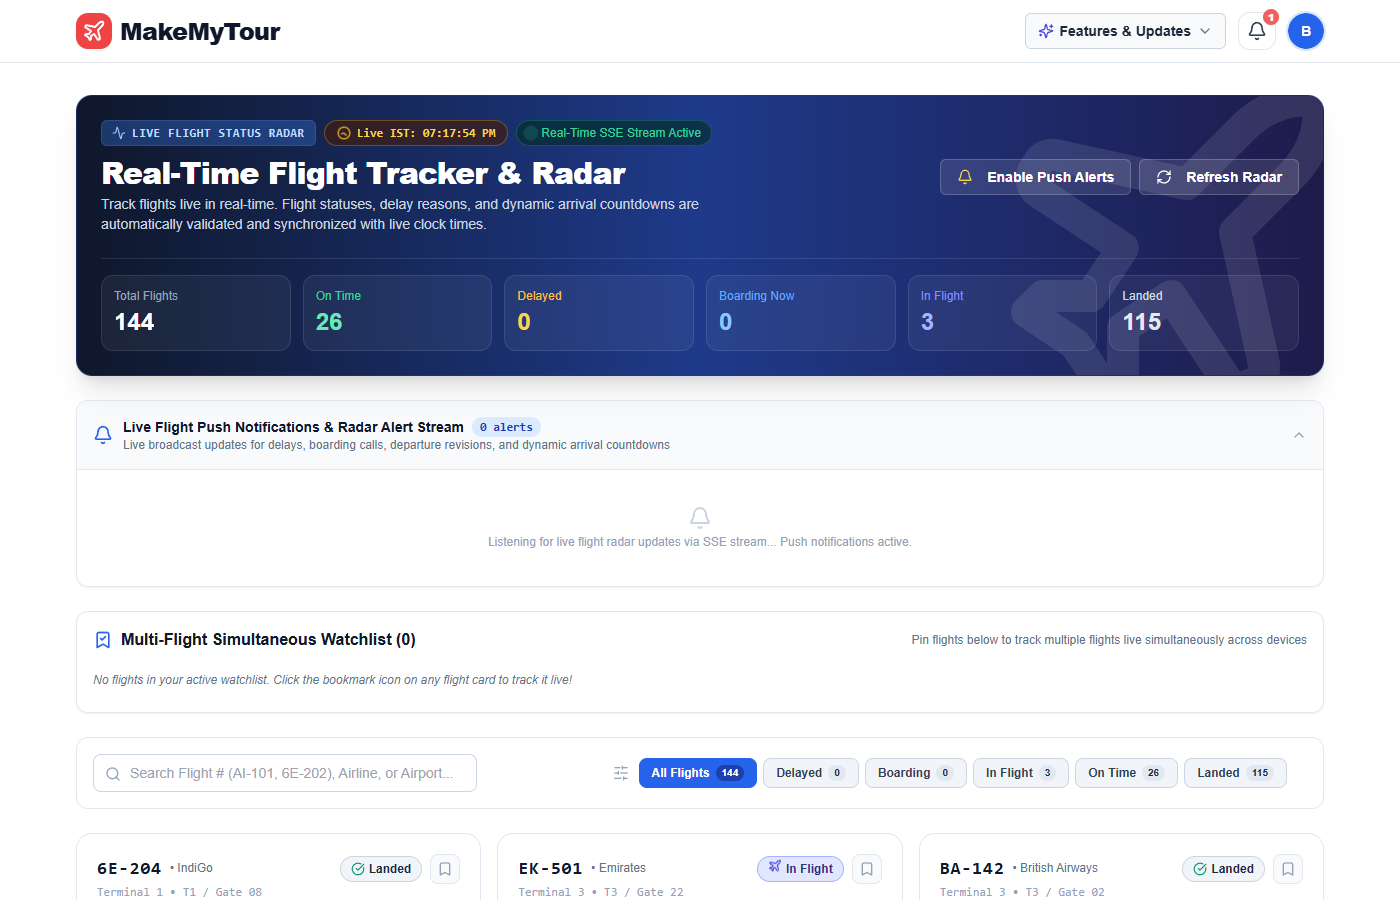 MakeMyTour
Features & Updates
1
B
LIVE FLIGHT STATUS RADAR
Live IST: 07:17:54 PM
Real-Time SSE Stream Active
Real-Time Flight Tracker & Radar
Track flights live in real-time. Flight statuses, delay reasons, and dynamic arrival countdowns are
automatically validated and synchronized with live clock times.
Enable Push Alerts
Refresh Radar
Total Flights
144
On Time
26
Delayed
0
Boarding Now
0
In Flight
3
Landed
115
Live Flight Push Notifications & Radar Alert Stream
0 alerts
Live broadcast updates for delays, boarding calls, departure revisions, and dynamic arrival countdowns
Listening for live flight radar updates via SSE stream... Push notifications active.
Multi-Flight Simultaneous Watchlist (0)
Pin flights below to track multiple flights live simultaneously across devices
No flights in your active watchlist. Click the bookmark icon on any flight card to track it live!
Search Flight # (AI-101, 6E-202), Airline, or Airport...
All Flights 144
Delayed 0
Boarding 0
In Flight 3
On Time 26
Landed 115
6E-204 • IndiGo
Landed
Terminal 1 • T1 / Gate 08
EK-501 • Emirates
In Flight
Terminal 3 • T3 / Gate 22
BA-142 • British Airways
Landed
Terminal 3 • T3 / Gate 02